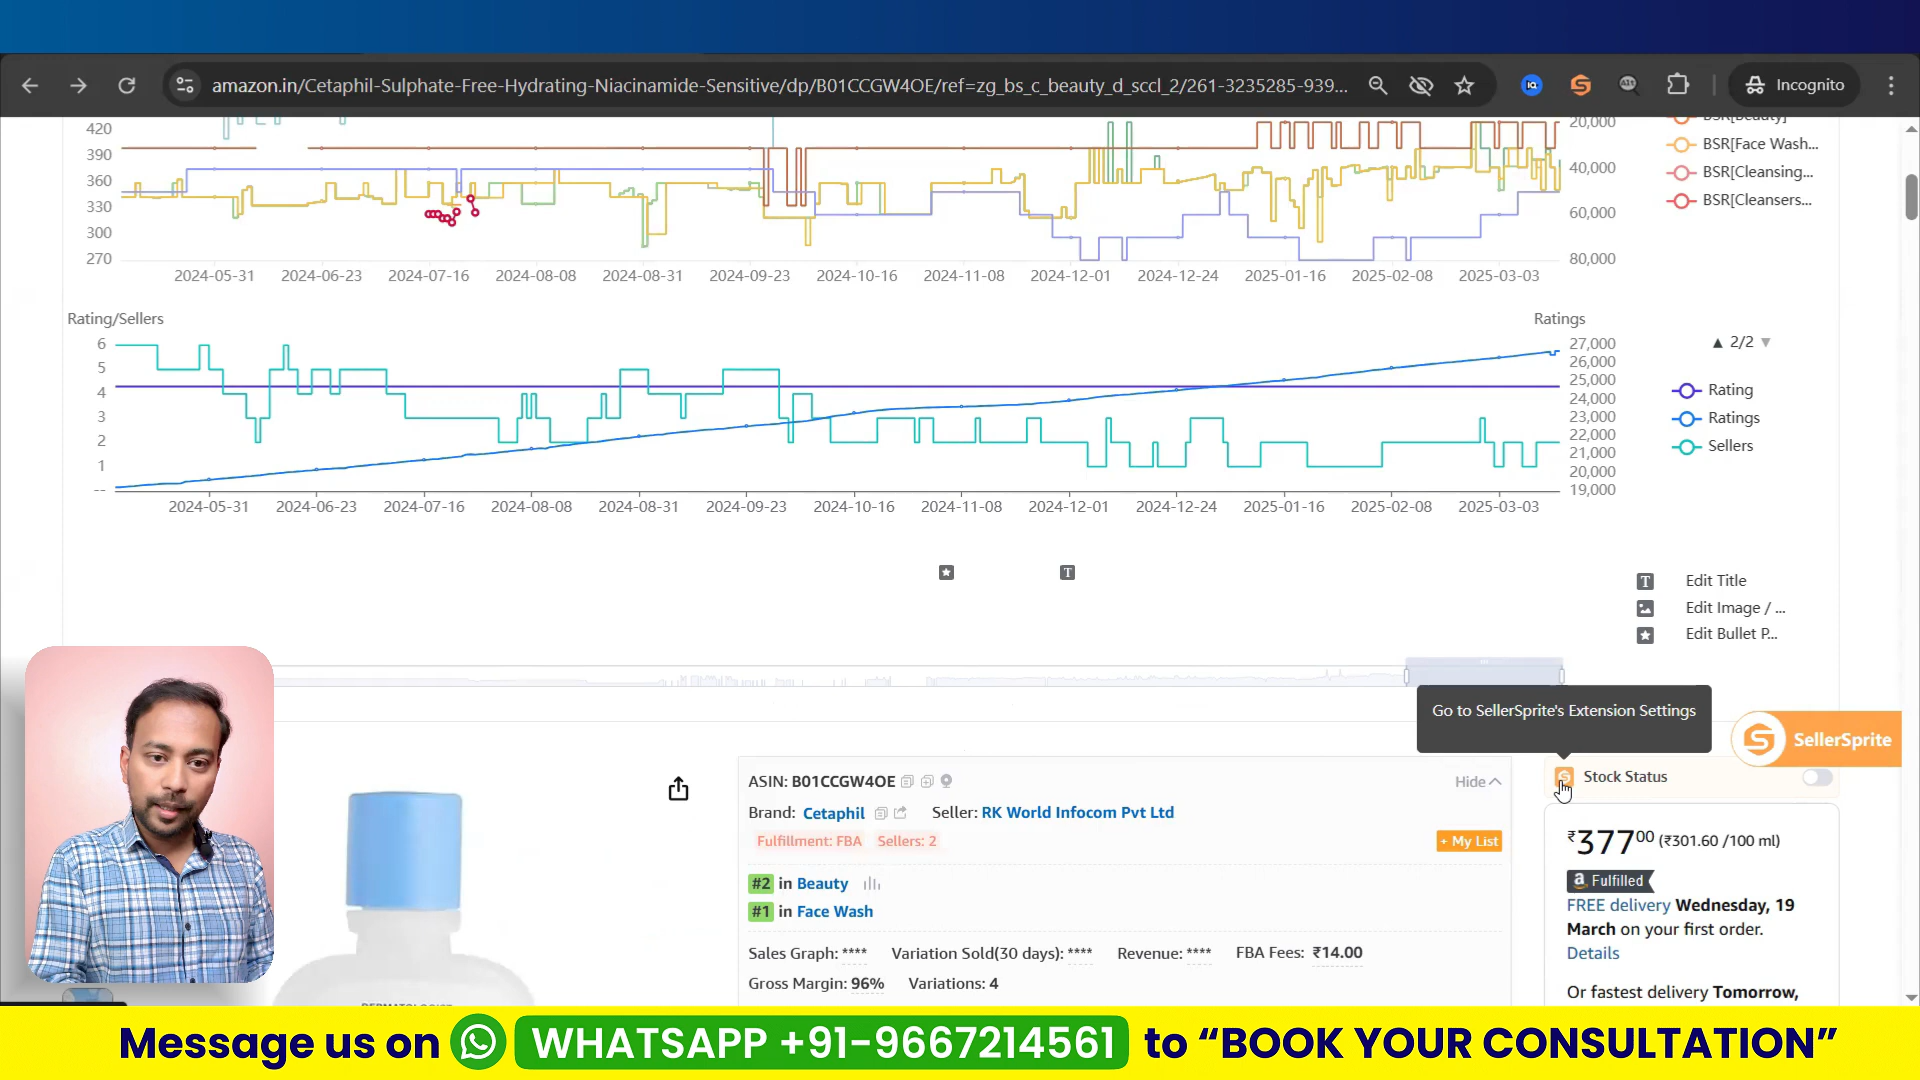 amazon.in/Cetaphil-Sulphate-Free-Hydrating-Niacinamide-Sensitive/dp/B01CCGW4OE/ref=zg_bs_c_beauty_d_sccl_2/261-3235285-939...
Incognito
420
390
360
330
300
270
20,000
40,000
60,000
80,000
BSR[Beauty]
BSR[Face Wash...
BSR[Cleansing...
BSR[Cleansers...
2024-05-31 2024-06-23 2024-07-16 2024-08-08 2024-08-31 2024-09-23 2024-10-16 2024-11-08 2024-12-01 2024-12-24 2025-01-16 2025-02-08 2025-03-03
Rating/Sellers
Ratings
6
5
4
3
2
1
--
27,000
26,000
25,000
24,000
23,000
22,000
21,000
20,000
19,000
▲ 2/2 ▼
Rating
Ratings
Sellers
2024-05-31 2024-06-23 2024-07-16 2024-08-08 2024-08-31 2024-09-23 2024-10-16 2024-11-08 2024-12-01 2024-12-24 2025-01-16 2025-02-08 2025-03-03
T
T Edit Title
Edit Image / ...
Edit Bullet P...
Go to SellerSprite's Extension Settings
SellerSprite
Stock Status
ASIN: B01CCGW4OE
Hide
Brand: Cetaphil Seller: RK World Infocom Pvt Ltd
Fulfillment: FBA Sellers: 2
+ My List
#2 in Beauty
#1 in Face Wash
Sales Graph: **** Variation Sold(30 days): **** Revenue: **** FBA Fees: ₹14.00
Gross Margin: 96% Variations: 4
₹377⁰⁰ (₹301.60 /100 ml)
a Fulfilled
FREE delivery Wednesday, 19
March on your first order.
Details
Or fastest delivery Tomorrow,
Message us on WHATSAPP +91-9667214561 to “BOOK YOUR CONSULTATION”